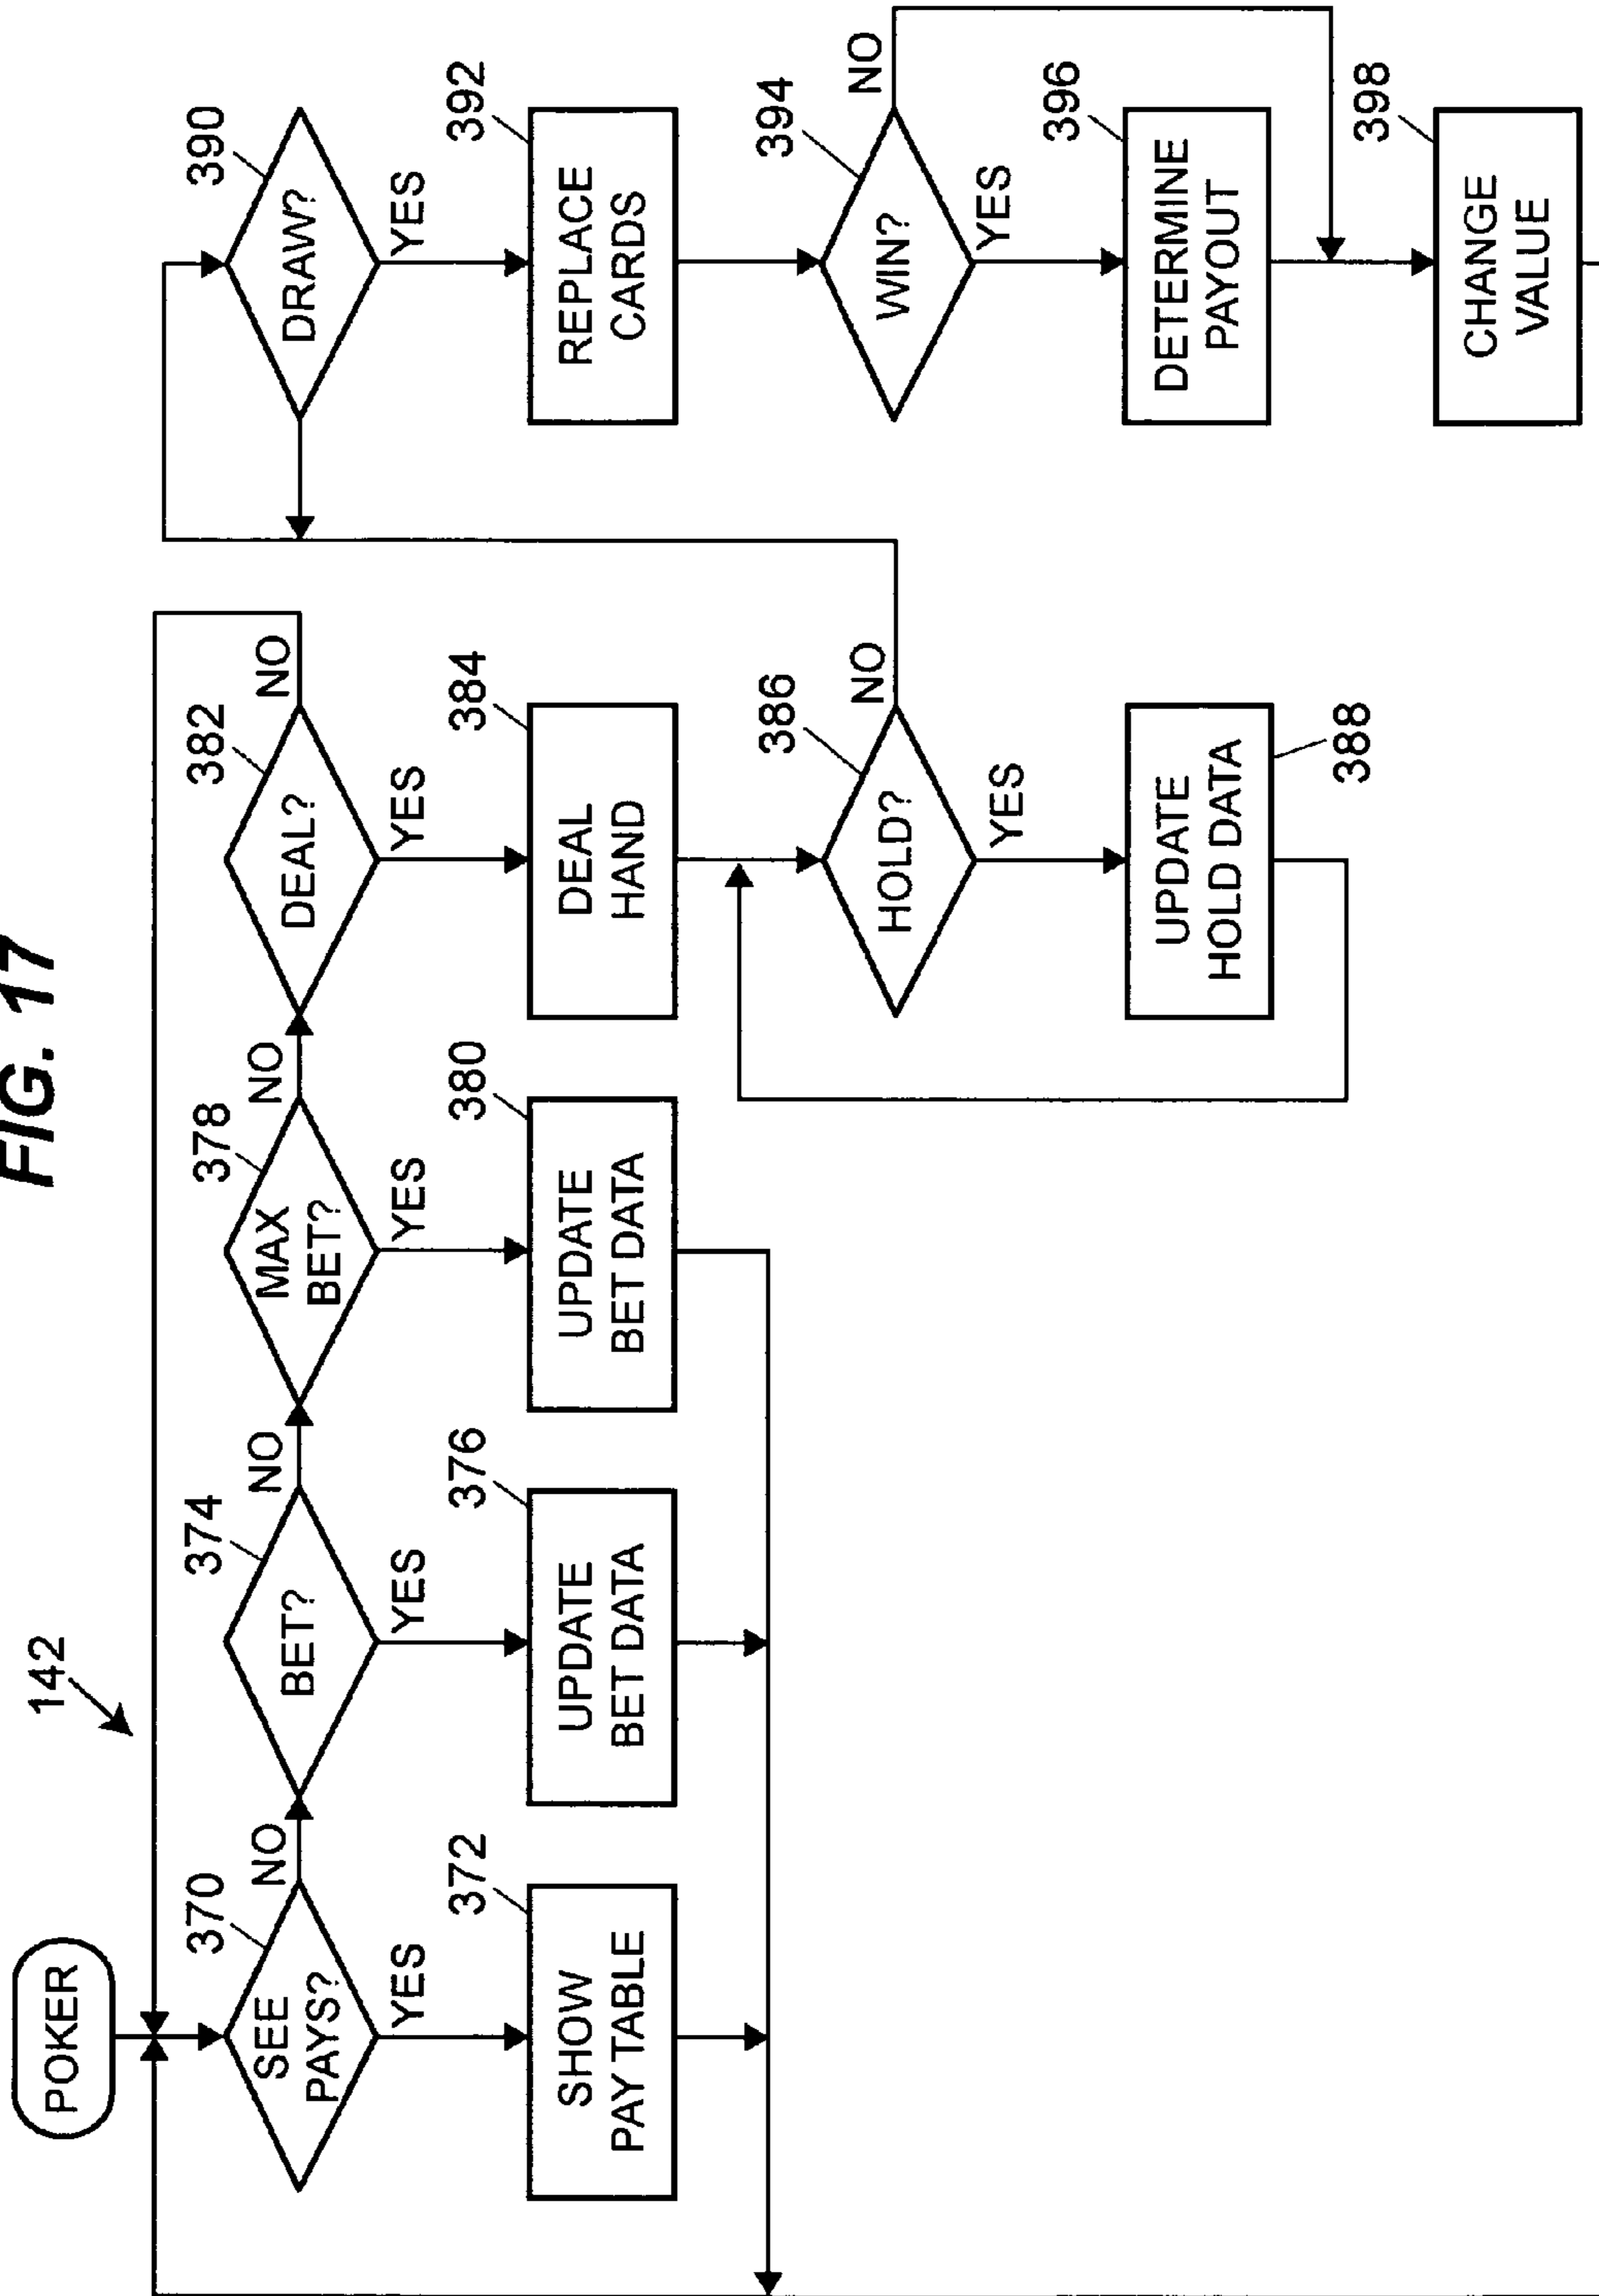 FIG. 17
142
POKER
370
SEE
PAYS?
NO
YES
372
SHOW
PAY TABLE
374
BET?
NO
YES
376
UPDATE
BET DATA
378
MAX
BET?
NO
YES
380
UPDATE
BET DATA
382
DEAL?
NO
YES
384
DEAL
HAND
386
HOLD?
NO
YES
UPDATE
HOLD DATA
388
390
DRAW?
YES
392
REPLACE
CARDS
394
WIN?
NO
YES
396
DETERMINE
PAYOUT
398
CHANGE
VALUE